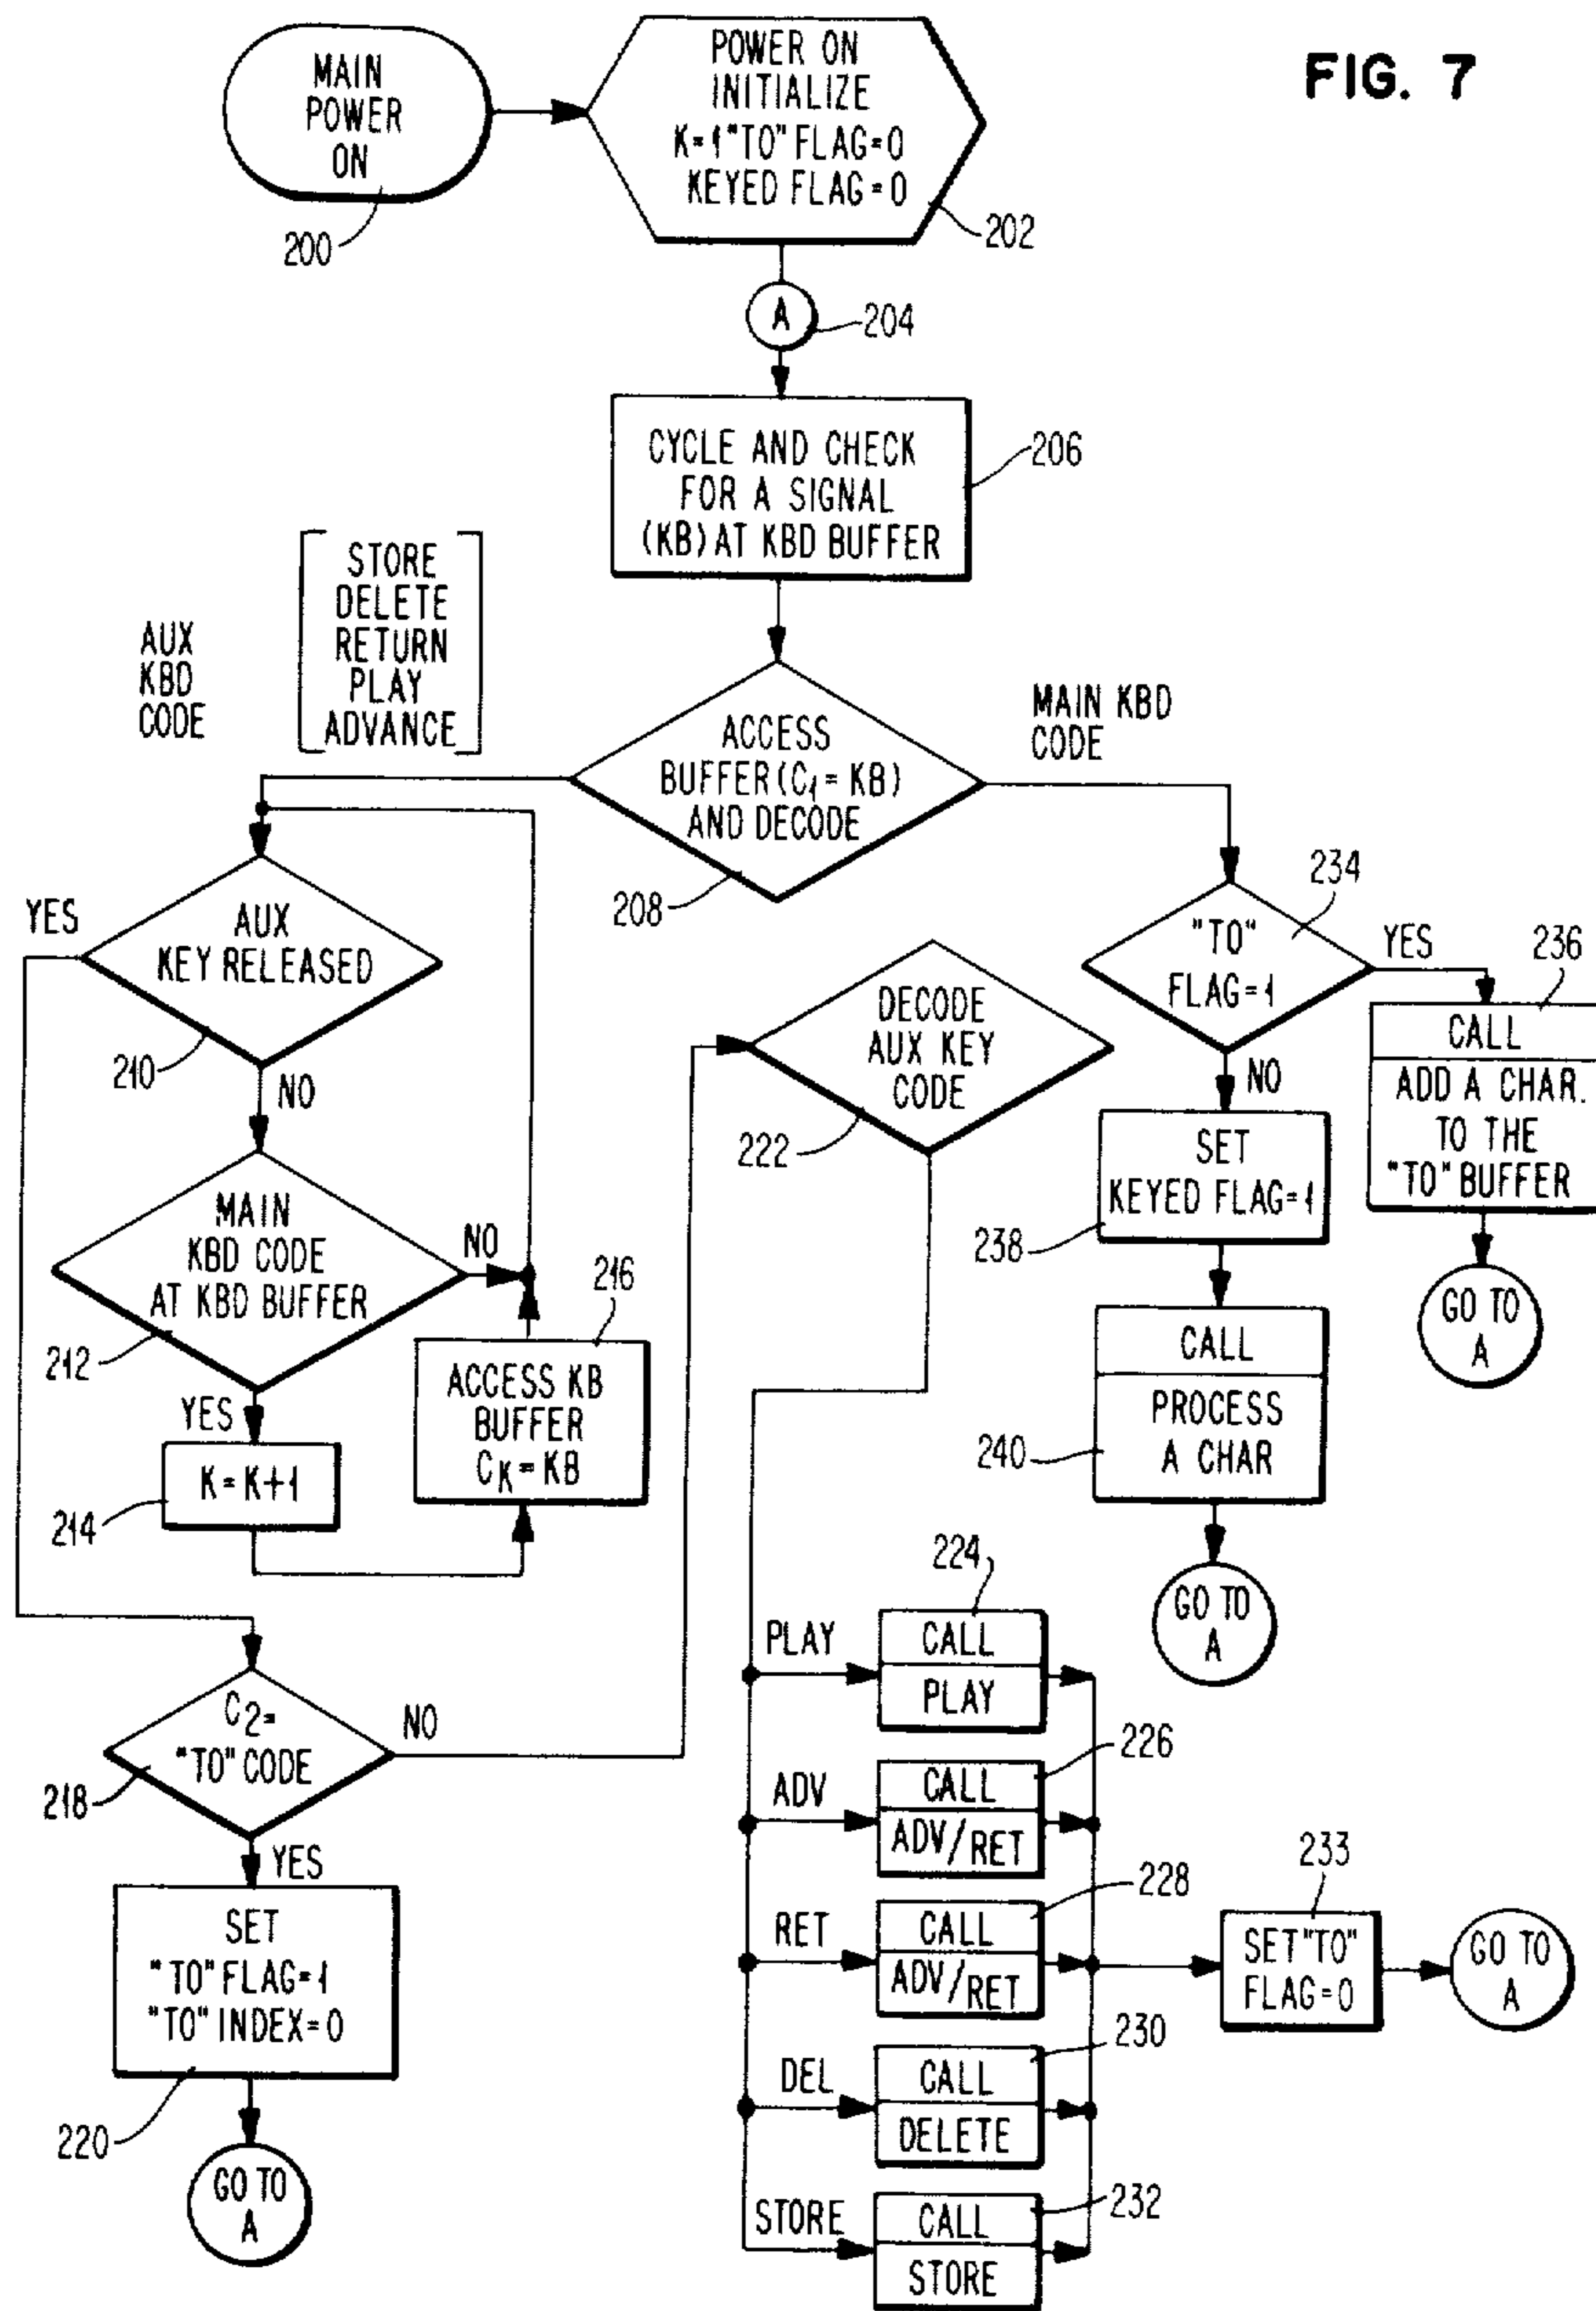 FIG. 7
MAIN
POWER
ON
200
POWER ON
INITIALIZE
K=1 "TO" FLAG=0
KEYED FLAG=0
202
A
204
CYCLE AND CHECK
FOR A SIGNAL
(KB) AT KBD BUFFER
206
AUX
KBD
CODE
STORE
DELETE
RETURN
PLAY
ADVANCE
ACCESS
BUFFER (C1 = KB)
AND DECODE
208
MAIN KBD
CODE
YES
AUX
KEY RELEASED
210
NO
MAIN
KBD CODE
AT KBD BUFFER
212
NO
YES
K=K+1
214
ACCESS KB
BUFFER
CK=KB
216
C2=
"TO" CODE
218
NO
YES
SET
"TO" FLAG=1
"TO" INDEX=0
220
GO TO
A
DECODE
AUX KEY
CODE
222
"TO"
FLAG=1
234
YES
236
CALL
ADD A CHAR.
TO THE
"TO" BUFFER
GO TO
A
NO
SET
KEYED FLAG=1
238
CALL
PROCESS
A CHAR
240
GO TO
A
224
PLAY
CALL
PLAY
226
ADV
CALL
ADV/RET
228
RET
CALL
ADV/RET
230
DEL
CALL
DELETE
232
STORE
CALL
STORE
233
SET "TO"
FLAG=0
GO TO
A